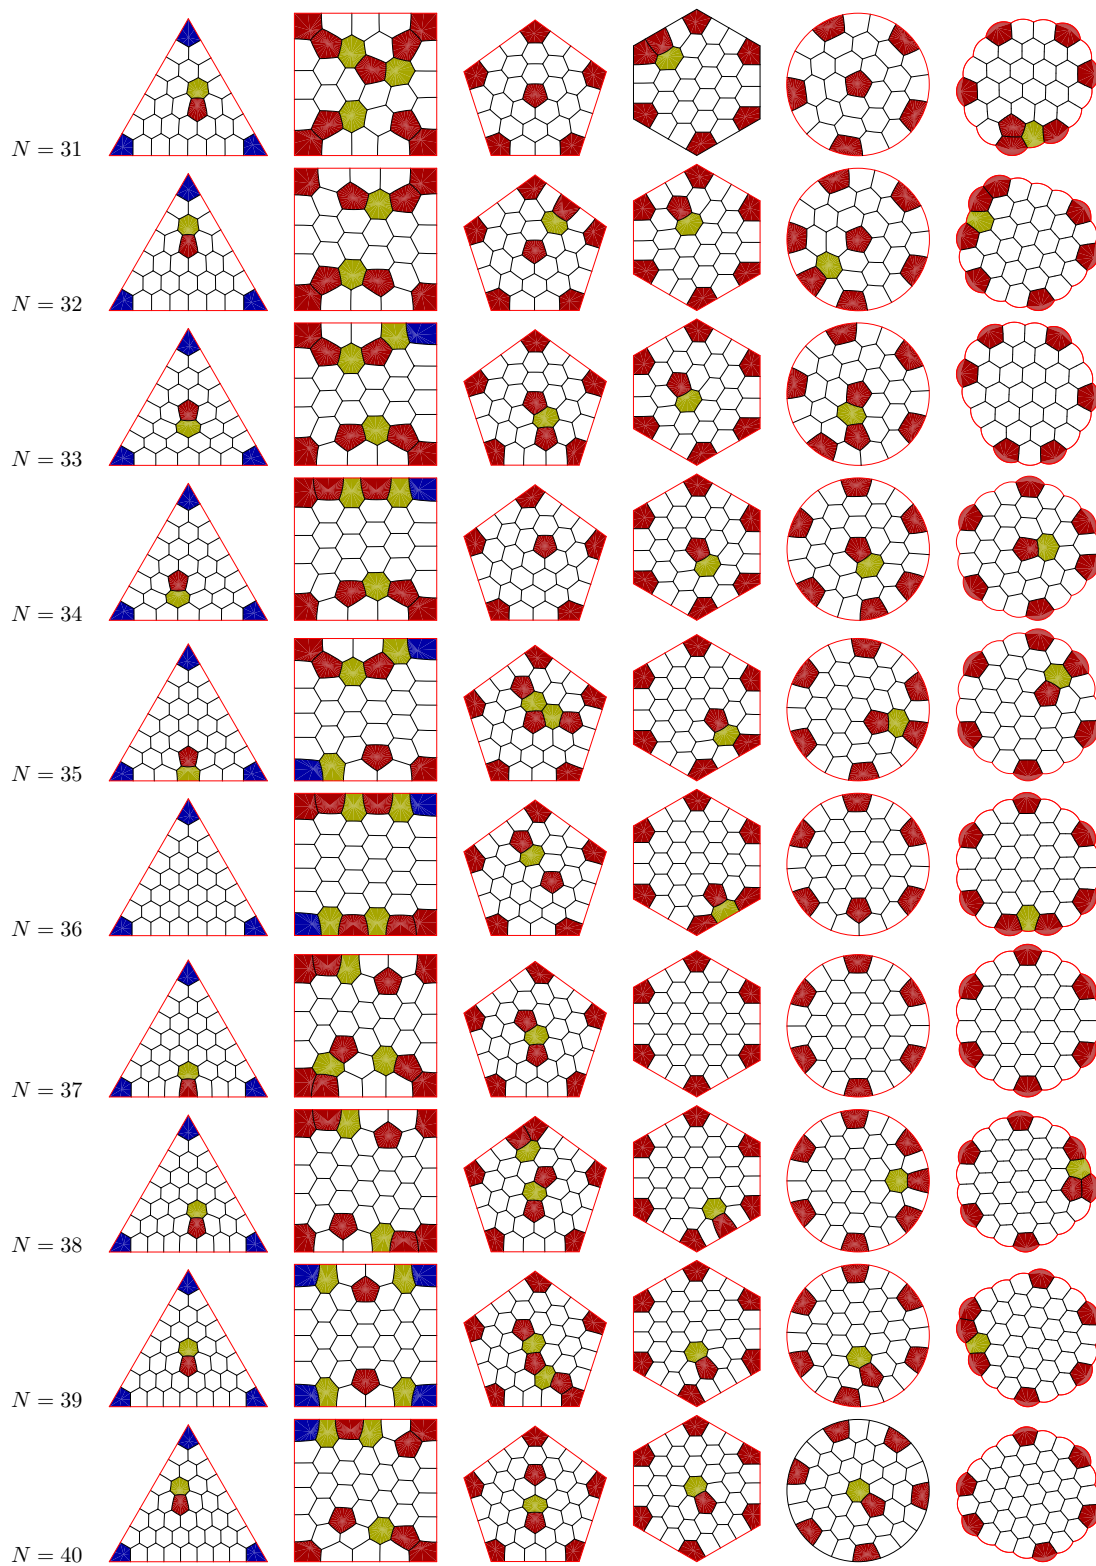 N = 31
N = 32
N = 33
N = 34
N = 35
N = 36
N = 37
N = 38
N = 39
N = 40